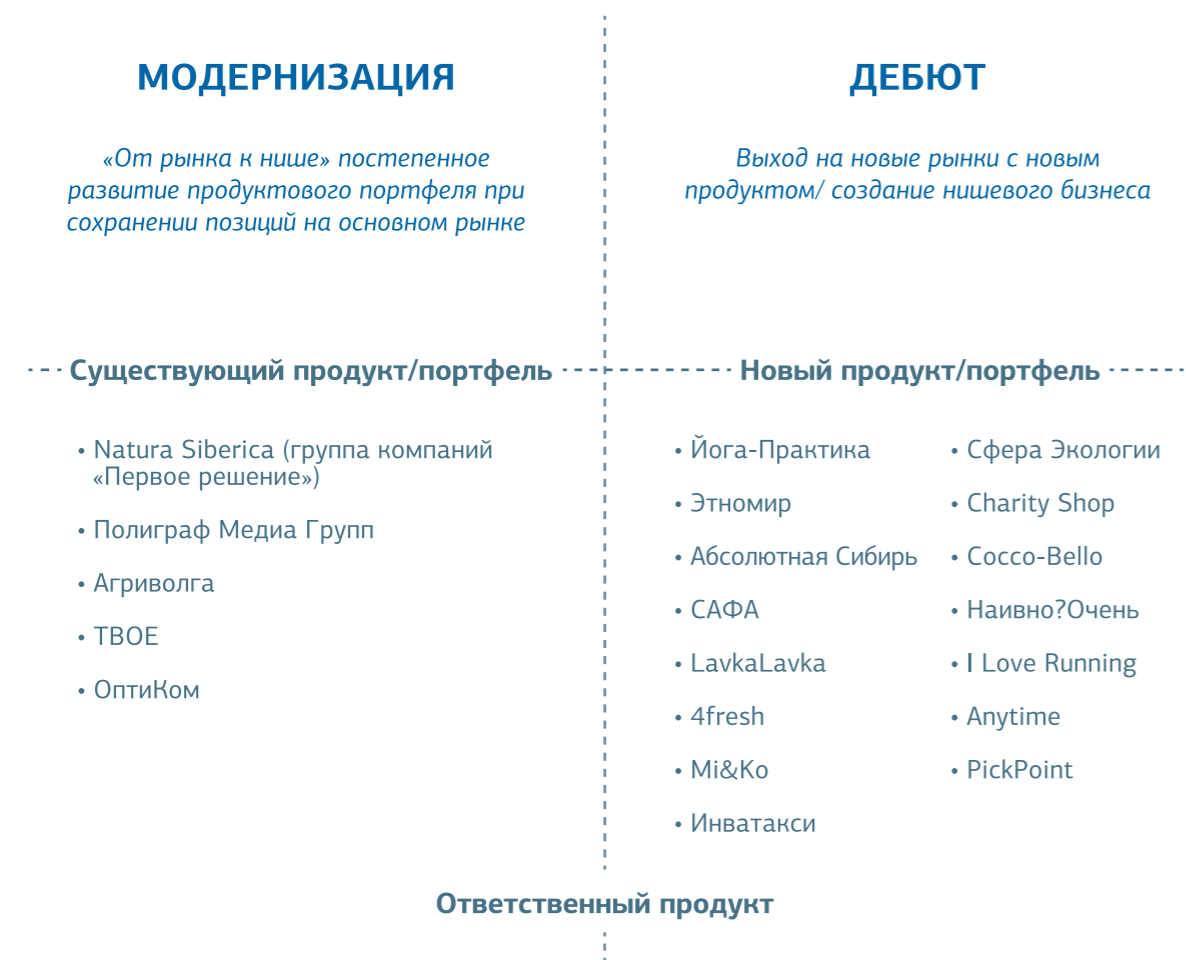 МОДЕРНИЗАЦИЯ
«От рынка к нише» постепенное
развитие продуктового портфеля при
сохранении позиций на основном рынке
ДЕБЮТ
Выход на новые рынки с новым
продуктом/ создание нишевого бизнеса
Существующий продукт/портфель
• Natura Siberica (группа компаний
«Первое решение»)
• Полиграф Медиа Групп
• Агриволга
• ТВОЕ
• ОптиКом
Новый продукт/портфель
• Йога-Практика
• Этномир
• Абсолютная Сибирь
• САФА
• LavkaLavka
• 4fresh
• Mi&Ko
• Инватакси
• Сфера Экологии
• Charity Shop
• Cocco-Bello
• Наивно?Очень
• I Love Running
• Anytime
• PickPoint
Ответственный продукт